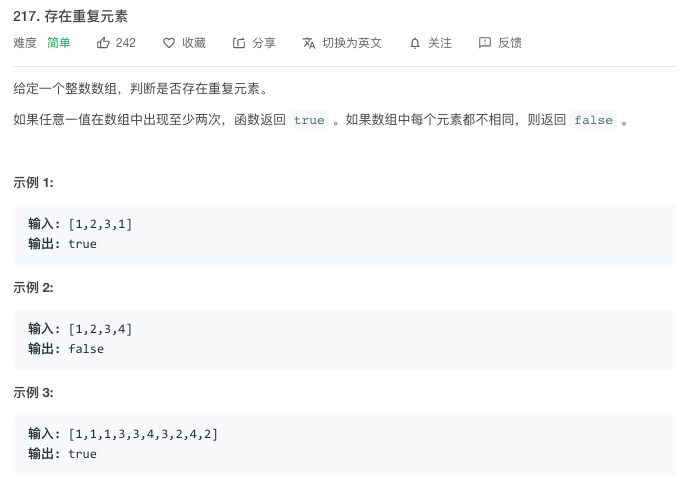 217. 存在重复元素
难度 简单 242 收藏 分享 切换为英文 关注 反馈
给定一个整数数组，判断是否存在重复元素。
如果任意一值在数组中出现至少两次，函数返回 true 。如果数组中每个元素都不相同，则返回 false 。
示例 1:
输入: [1,2,3,1]
输出: true
示例 2:
输入: [1,2,3,4]
输出: false
示例 3:
输入: [1,1,1,3,3,4,3,2,4,2]
输出: true